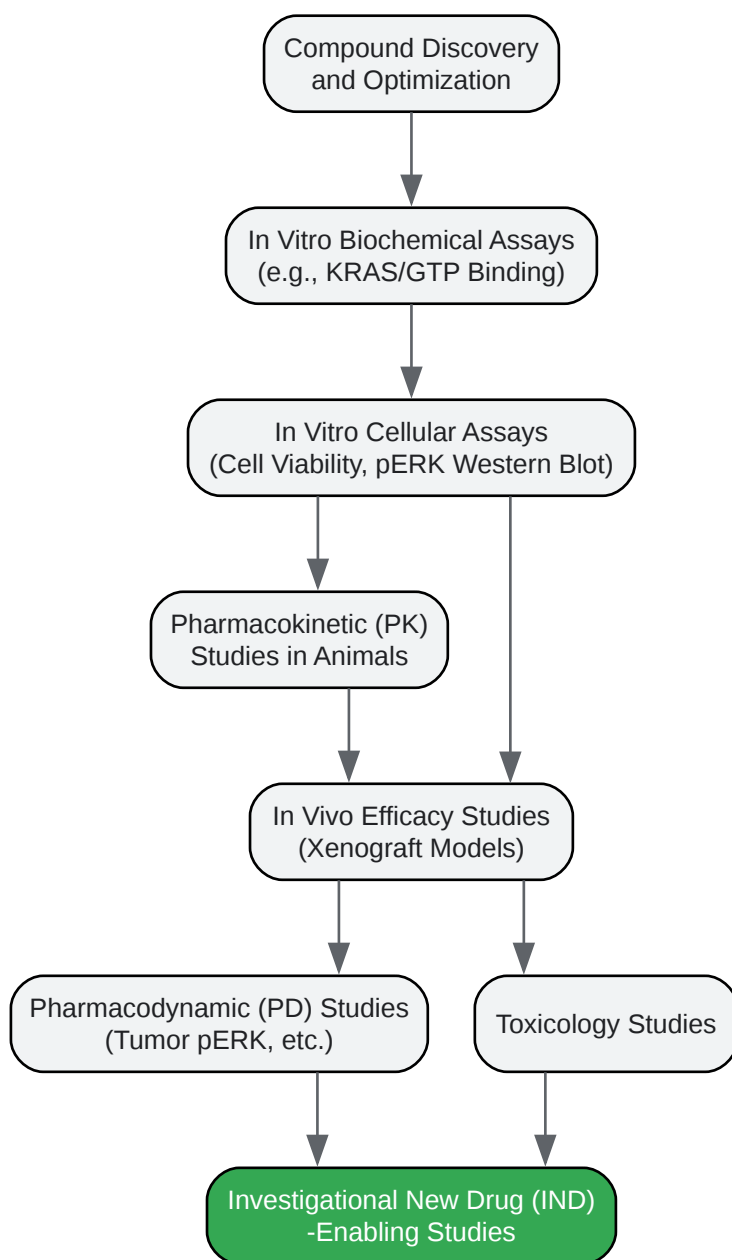 Compound Discovery
and Optimization
In Vitro Biochemical Assays
(e.g., KRAS/GTP Binding)
In Vitro Cellular Assays
(Cell Viability, pERK Western Blot)
Pharmacokinetic (PK)
Studies in Animals
In Vivo Efficacy Studies
(Xenograft Models)
Pharmacodynamic (PD) Studies
(Tumor pERK, etc.)
Toxicology Studies
Investigational New Drug (IND)
-Enabling Studies